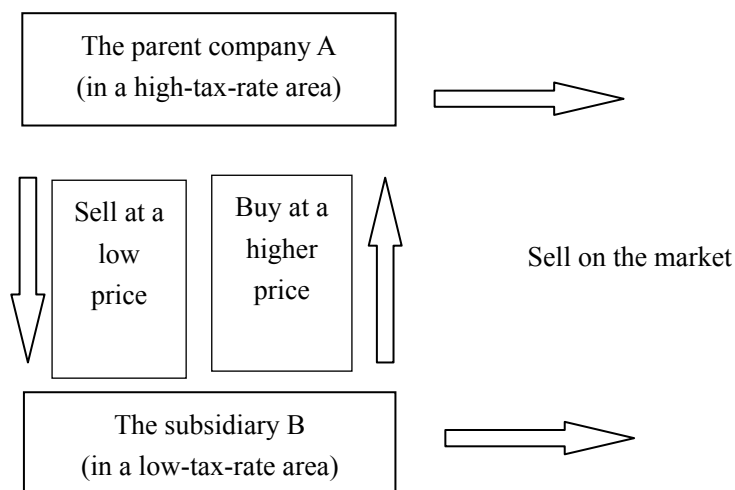 The parent company A
(in a high-tax-rate area)
Sell at a
low
price
Buy at a
higher
price
Sell on the market
The subsidiary B
(in a low-tax-rate area)